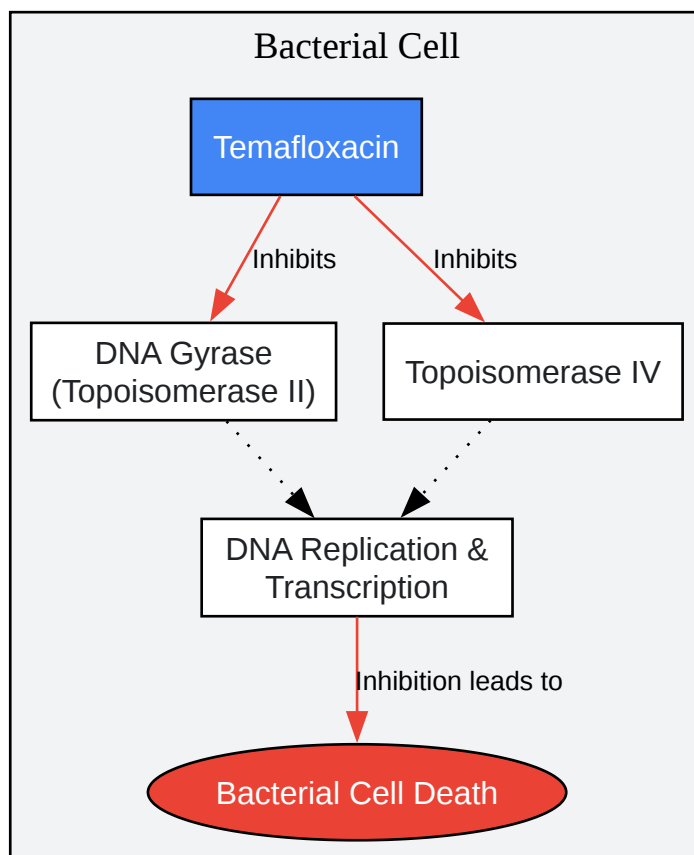 Bacterial Cell
Temafloxacin
Inhibits
Inhibits
DNA Gyrase
(Topoisomerase II)
Topoisomerase IV
DNA Replication &
Transcription
Inhibition leads to
Bacterial Cell Death